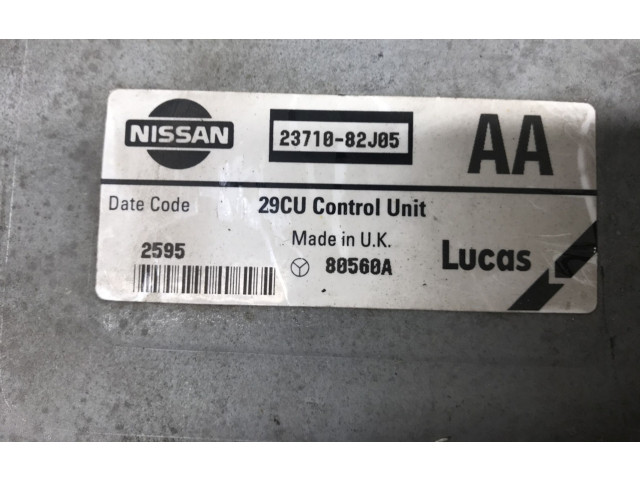 NISSAN 23710-82J05 AA
Date Code 29CU Control Unit
2595 Made in U.K.
80560A Lucas